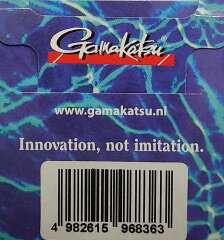 Gamakatsu
www.gamakatsu.nl
Innovation, not imitation.
4 982615 968363